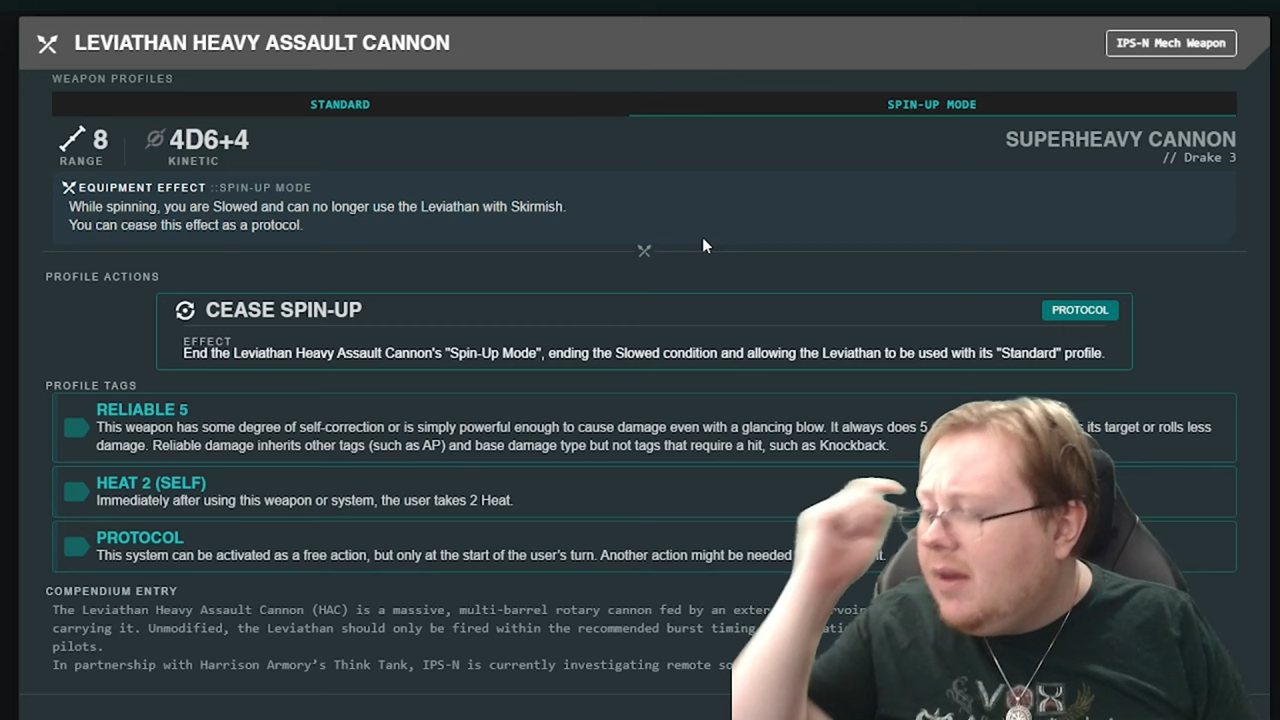 LEVIATHAN HEAVY ASSAULT CANNON
IPS-N Mech Weapon
WEAPON PROFILES
STANDARD
SPIN-UP MODE
8
RANGE
4D6+4
KINETIC
SUPERHEAVY CANNON
// Drake 3
EQUIPMENT EFFECT ::SPIN-UP MODE
While spinning, you are Slowed and can no longer use the Leviathan with Skirmish.
You can cease this effect as a protocol.
PROFILE ACTIONS
CEASE SPIN-UP
PROTOCOL
EFFECT
End the Leviathan Heavy Assault Cannon's "Spin-Up Mode", ending the Slowed condition and allowing the Leviathan to be used with its "Standard" profile.
PROFILE TAGS
RELIABLE 5
This weapon has some degree of self-correction or is simply powerful enough to cause damage even with a glancing blow. It always does 5 its target or rolls less
damage. Reliable damage inherits other tags (such as AP) and base damage type but not tags that require a hit, such as Knockback.
HEAT 2 (SELF)
Immediately after using this weapon or system, the user takes 2 Heat.
PROTOCOL
This system can be activated as a free action, but only at the start of the user's turn. Another action might be needed
COMPENDIUM ENTRY
The Leviathan Heavy Assault Cannon (HAC) is a massive, multi-barrel rotary cannon fed by an
carrying it. Unmodified, the Leviathan should only be fired within the recommended burst
pilots.
In partnership with Harrison Armory's Think Tank, IPS-N is currently investigating remote
VOX